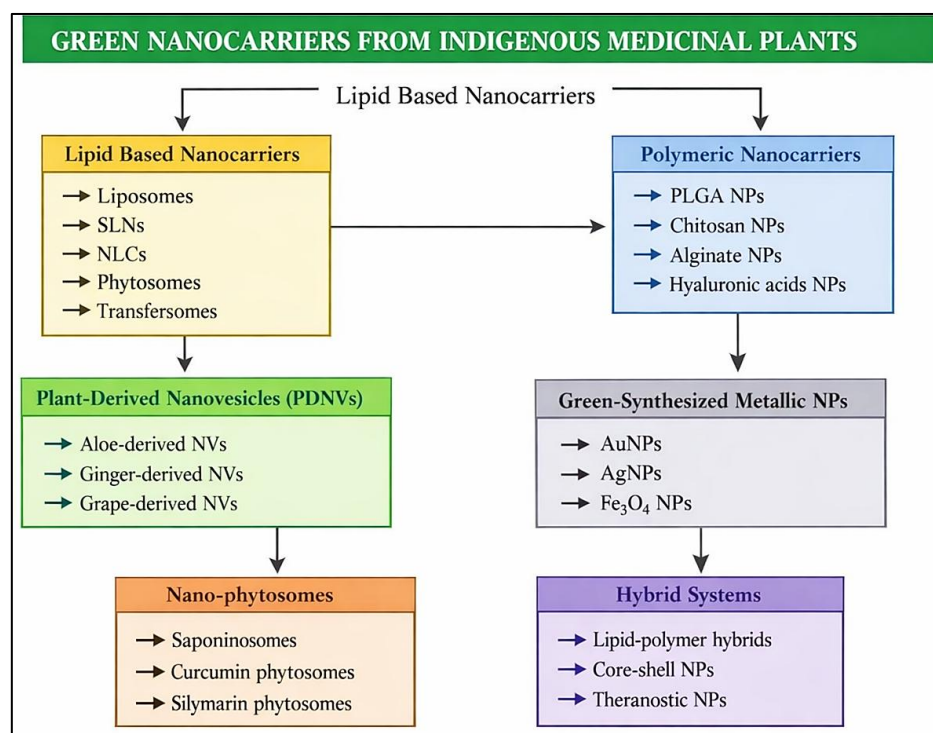 GREEN NANOCARRIERS FROM INDIGENOUS MEDICINAL PLANTS
Lipid Based Nanocarriers
Lipid Based Nanocarriers
→ Liposomes
→ SLNs
→ NLCs
→ Phytosomes
→ Transfersomes
Polymeric Nanocarriers
→ PLGA NPs
→ Chitosan NPs
→ Alginate NPs
→ Hyaluronic acids NPs
Plant-Derived Nanovesicles (PDNVs)
→ Aloe-derived NVs
→ Ginger-derived NVs
→ Grape-derived NVs
Green-Synthesized Metallic NPs
→ AuNPs
→ AgNPs
→ Fe₃O₄ NPs
Nano-phytosomes
→ Saponinosomes
→ Curcumin phytosomes
→ Silymarin phytosomes
Hybrid Systems
→ Lipid-polymer hybrids
→ Core-shell NPs
→ Theranostic NPs